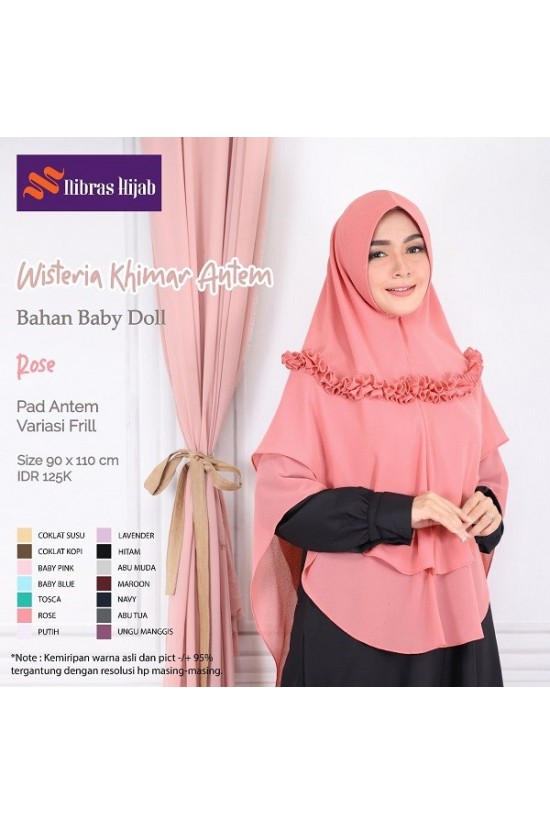 Nibras Hijab
Wisteria Khimar Antem
Bahan Baby Doll
Rose
Pad Antem
Variasi Frill
Size 90 x 110 cm
IDR 125K
COKLAT SUSU
COKLAT KOPI
BABY PINK
BABY BLUE
TOSCA
ROSE
PUTIH
LAVENDER
HITAM
ABU MUDA
MAROON
NAVY
ABU TUA
UNGU MANGGIS
*Note : Kemiripan warna asli dan pict -/+ 95%
tergantung dengan resolusi hp masing-masing.